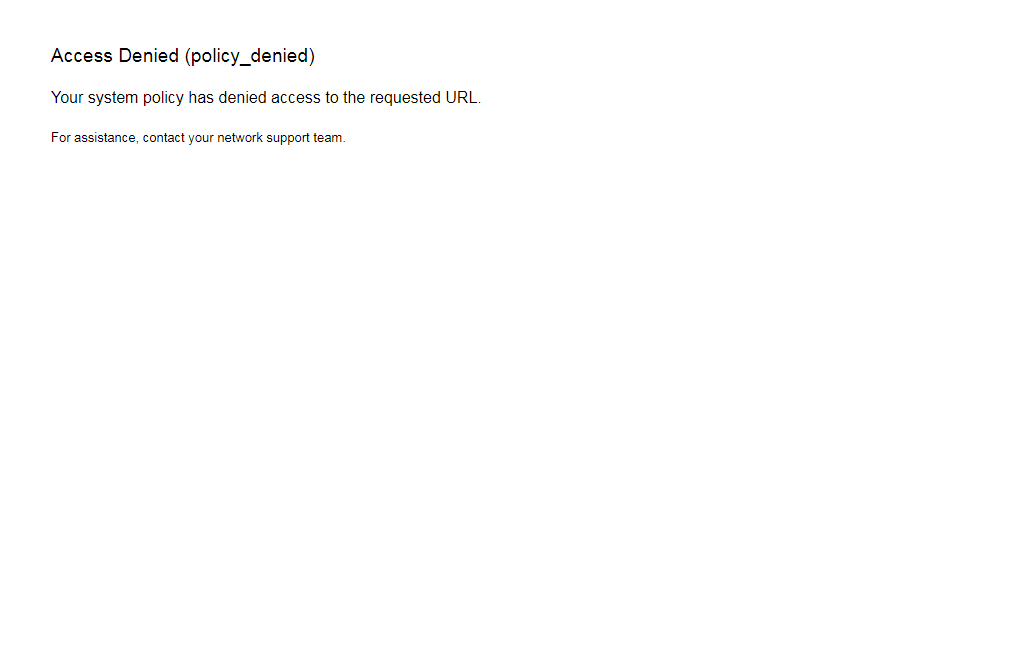 Access Denied (policy_denied)
Your system policy has denied access to the requested URL.
For assistance, contact your network support team.